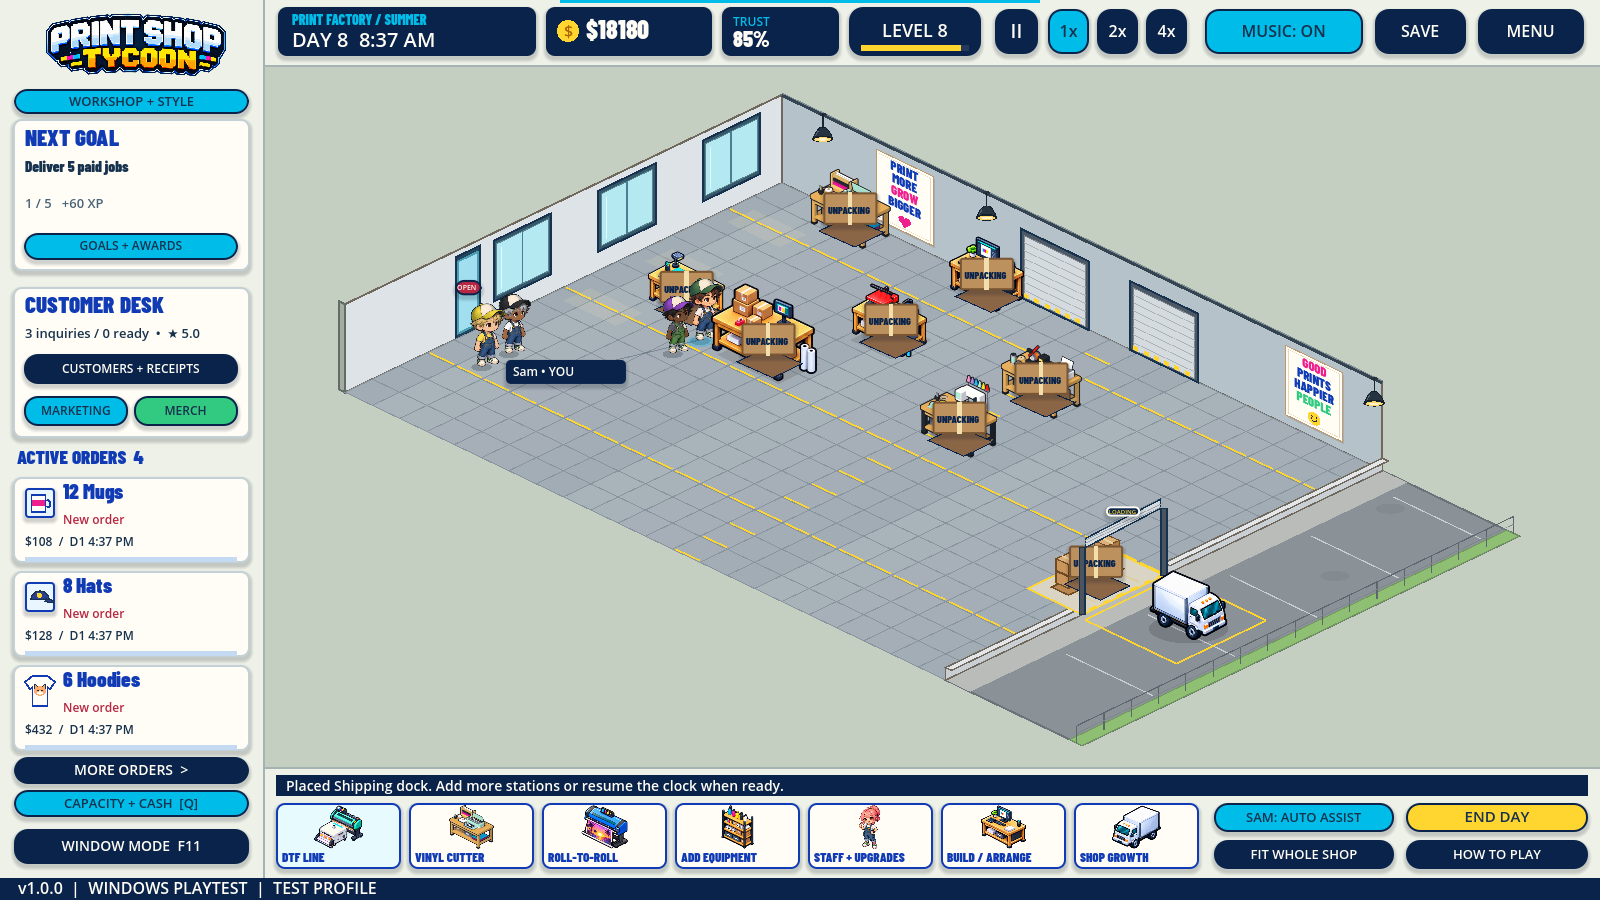 PRINT SHOP
TYCOON
WORKSHOP + STYLE
NEXT GOAL
Deliver 5 paid jobs
1 / 5 +60 XP
GOALS + AWARDS
CUSTOMER DESK
3 inquiries / 0 ready • ★ 5.0
CUSTOMERS + RECEIPTS
MARKETING
MERCH
ACTIVE ORDERS 4
12 Mugs
New order
$108 / D1 4:37 PM
8 Hats
New order
$128 / D1 4:37 PM
6 Hoodies
New order
$432 / D1 4:37 PM
MORE ORDERS >
CAPACITY + CASH [Q]
WINDOW MODE F11
PRINT FACTORY / SUMMER
DAY 8 8:37 AM
$ $18180
TRUST
85%
LEVEL 8
II
1x
2x
4x
MUSIC: ON
SAVE
MENU
PRINT
MORE
GROW
BIGGER
UNPACKING
UNPACKING
OPEN
UNPAC
UNPACKING
UNPACKING
UNPACKING
UNPACKING
Sam • YOU
GOOD
PRINTS
HAPPIER
PEOPLE
LOADING
UNPACKING
Placed Shipping dock. Add more stations or resume the clock when ready.
DTF LINE
VINYL CUTTER
ROLL-TO-ROLL
ADD EQUIPMENT
STAFF + UPGRADES
BUILD / ARRANGE
SHOP GROWTH
SAM: AUTO ASSIST
END DAY
FIT WHOLE SHOP
HOW TO PLAY
v1.0.0 | WINDOWS PLAYTEST | TEST PROFILE